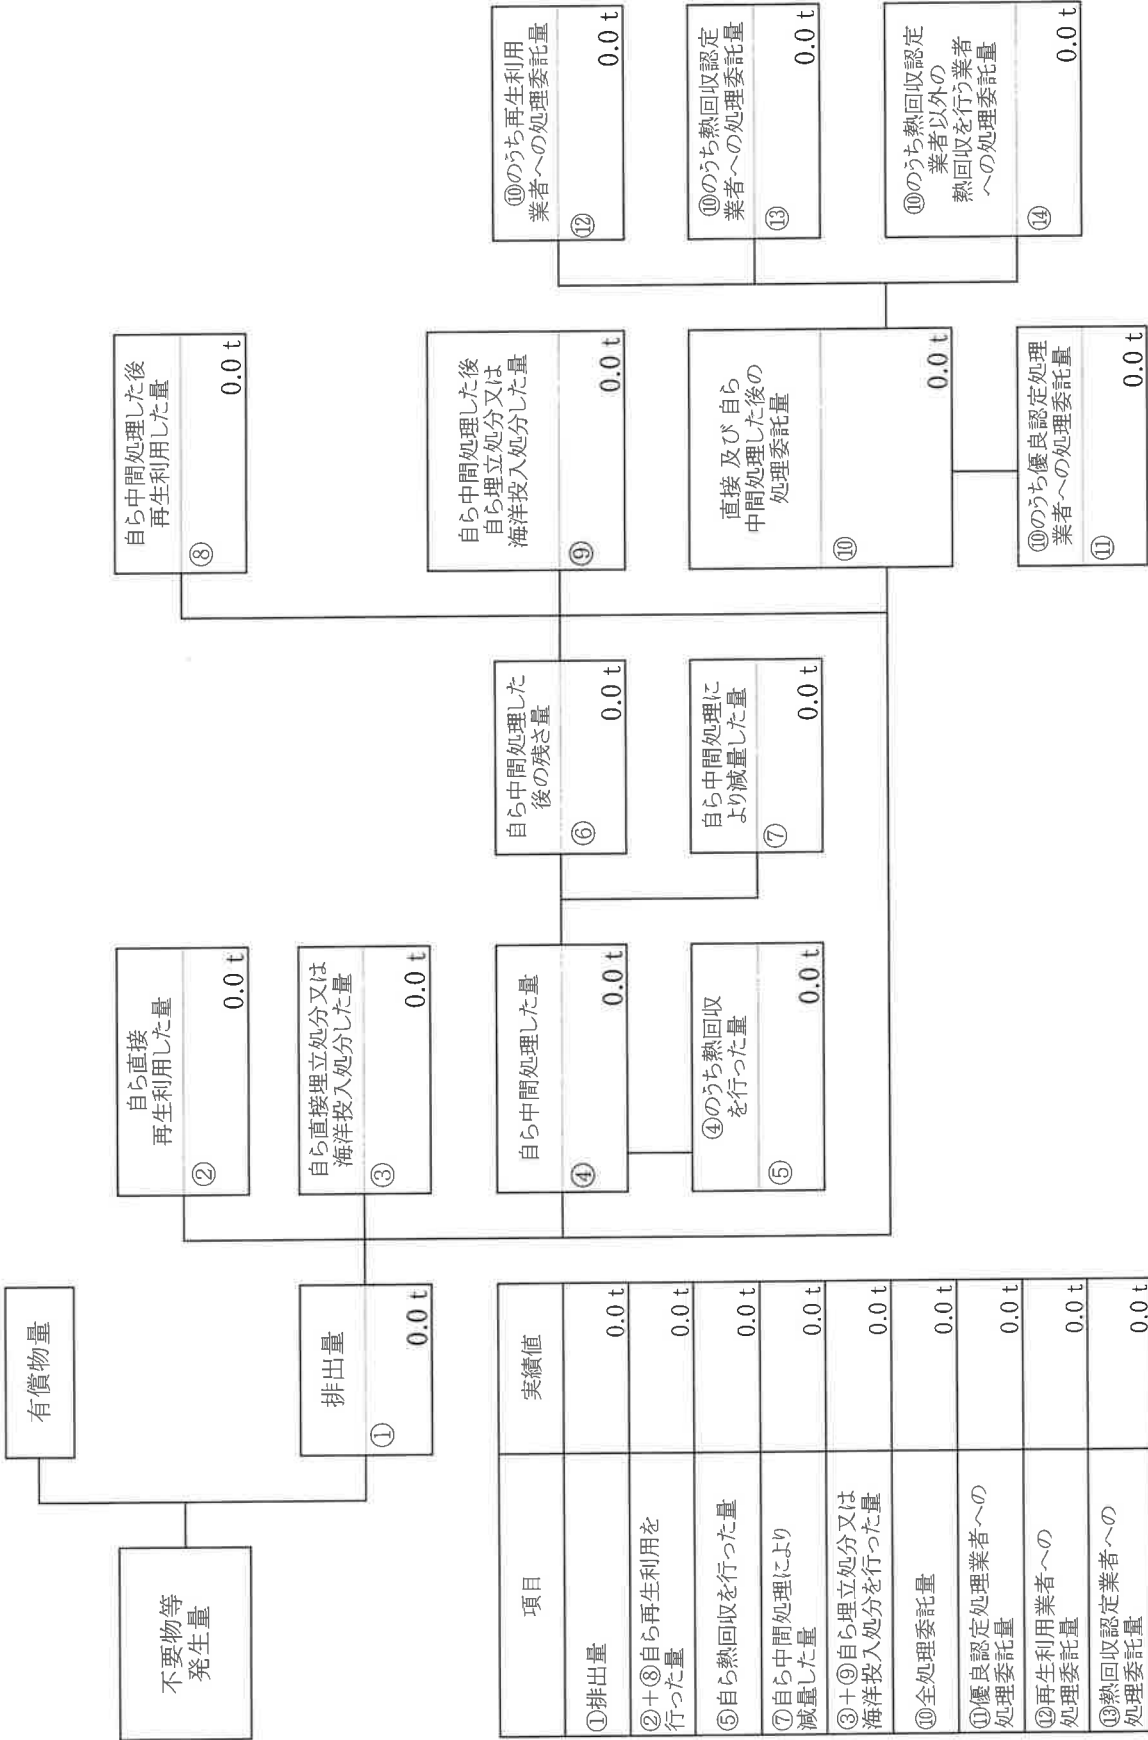 不要物等
発生量
有償物量
排出量
① 0.0 t
自ら直接
再生利用した量
② 0.0 t
自ら直接埋立処分又は
海洋投入処分した量
③ 0.0 t
自ら中間処理した量
④ 0.0 t
④のうち熱回収
を行った量
⑤ 0.0 t
自ら中間処理した
後の残さ量
⑥ 0.0 t
自ら中間処理に
より減量した量
⑦ 0.0 t
自ら中間処理した後
再生利用した量
⑧ 0.0 t
自ら中間処理した後
自ら埋立処分又は
海洋投入処分した量
⑨ 0.0 t
直接 及び 自ら
中間処理した後の
処理委託量
⑩ 0.0 t
⑩のうち優良認定処理
業者への処理委託量
⑪ 0.0 t
⑩のうち再生利用
業者への処理委託量
⑫ 0.0 t
⑩のうち熱回収認定
業者への処理委託量
⑬ 0.0 t
⑩のうち熱回収認定
業者以外の
熱回収を行う業者
への処理委託量
⑭ 0.0 t
項目 実績値
①排出量 0.0 t
②+⑧自ら再生利用を
行った量 0.0 t
⑤自ら熱回収を行った量 0.0 t
⑦自ら中間処理により
減量した量 0.0 t
③+⑨自ら埋立処分又は
海洋投入処分を行った量 0.0 t
⑩全処理委託量 0.0 t
⑪優良認定処理業者への
処理委託量 0.0 t
⑫再生利用業者への
処理委託量 0.0 t
⑬熱回収認定業者への
処理委託量 0.0 t